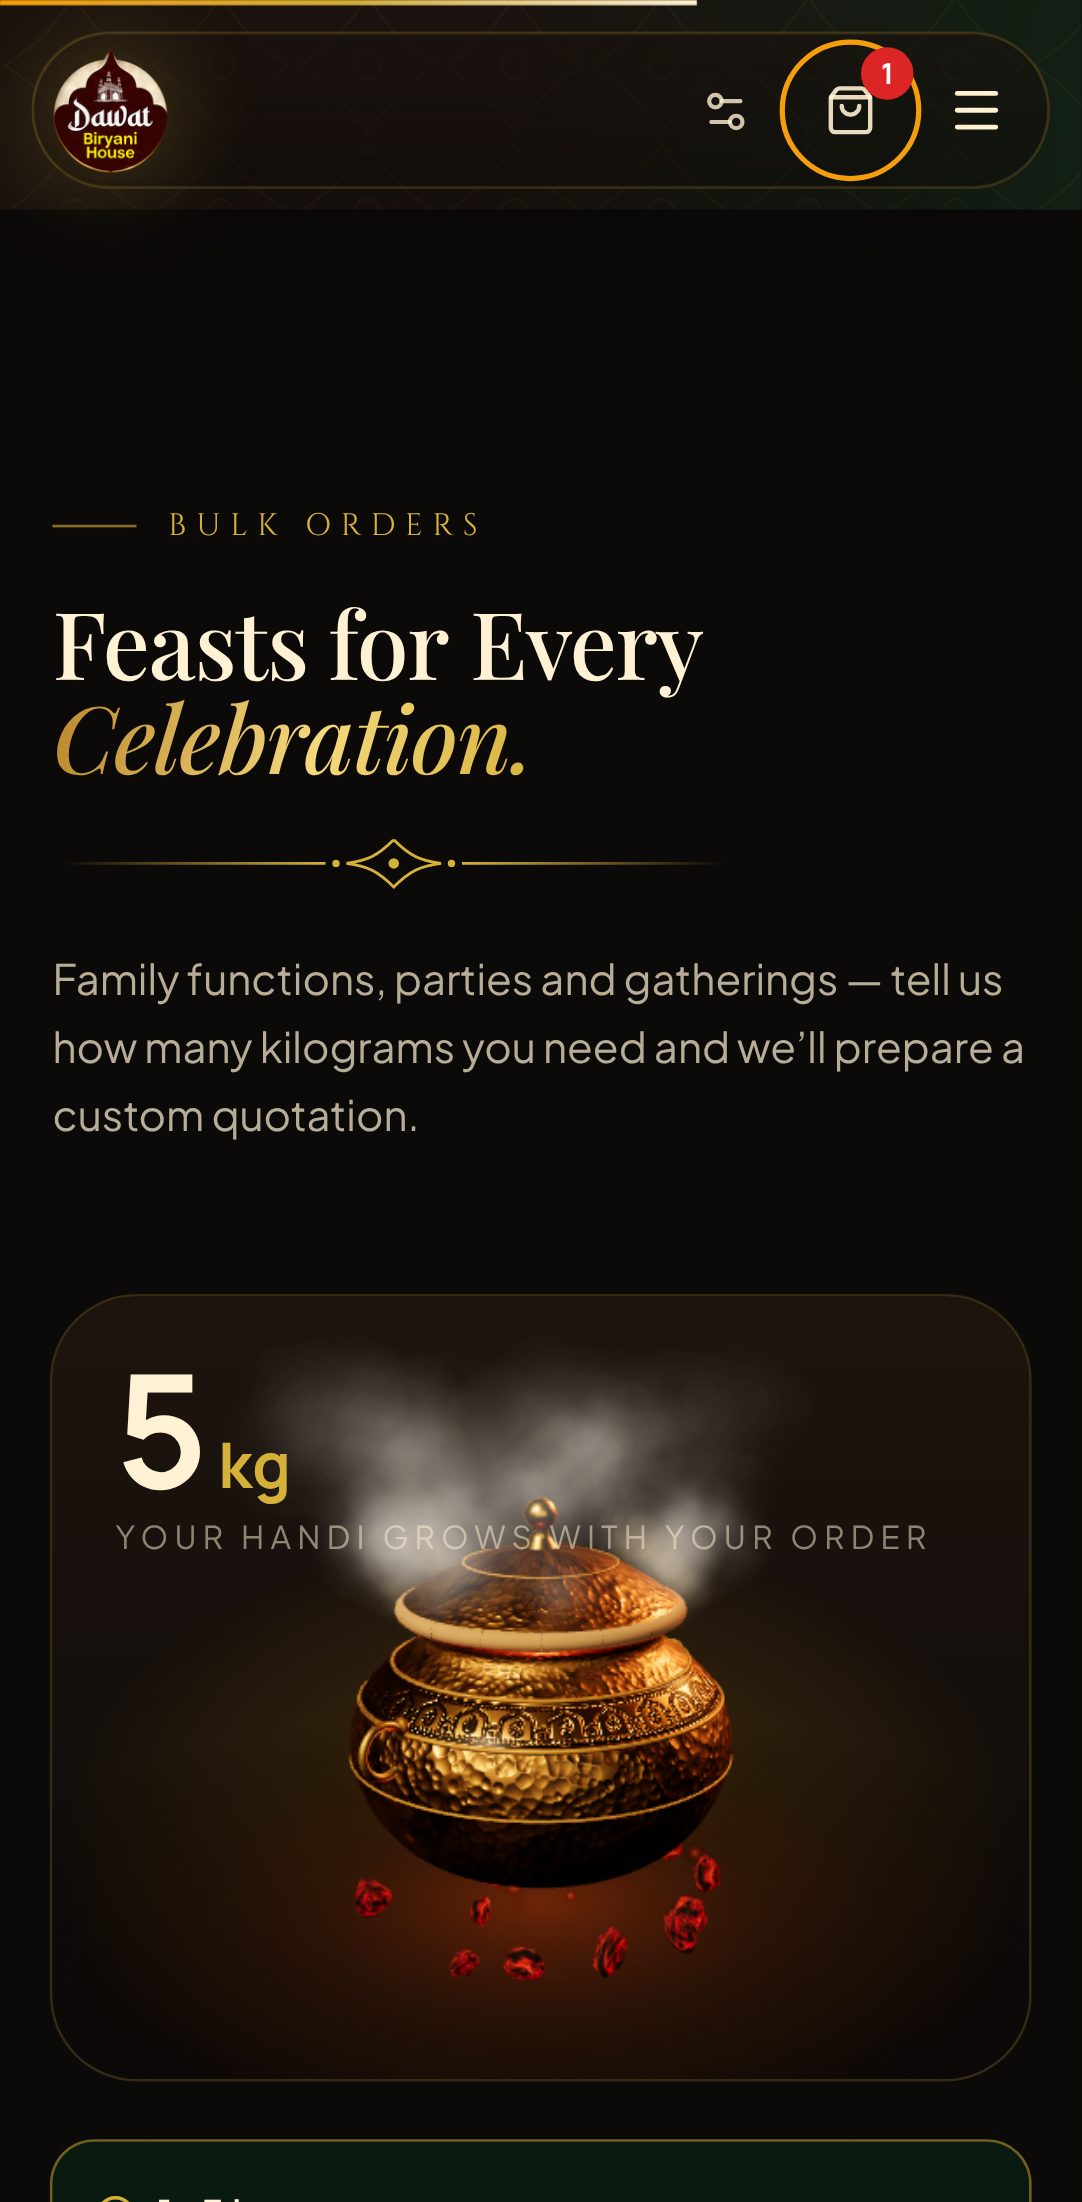 Dawat
Biryani
House
1
BULK ORDERS
Feasts for Every
Celebration.
Family functions, parties and gatherings — tell us
how many kilograms you need and we’ll prepare a
custom quotation.
5 kg
YOUR HANDI GROWS WITH YOUR ORDER